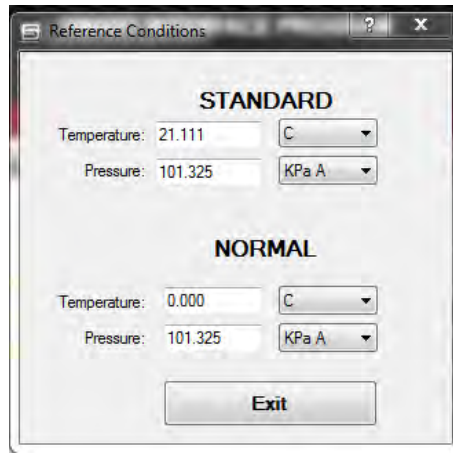 Reference Conditions
? X
STANDARD
Temperature: 21.111 C
Pressure: 101.325 KPa A
NORMAL
Temperature: 0.000 C
Pressure: 101.325 KPa A
Exit